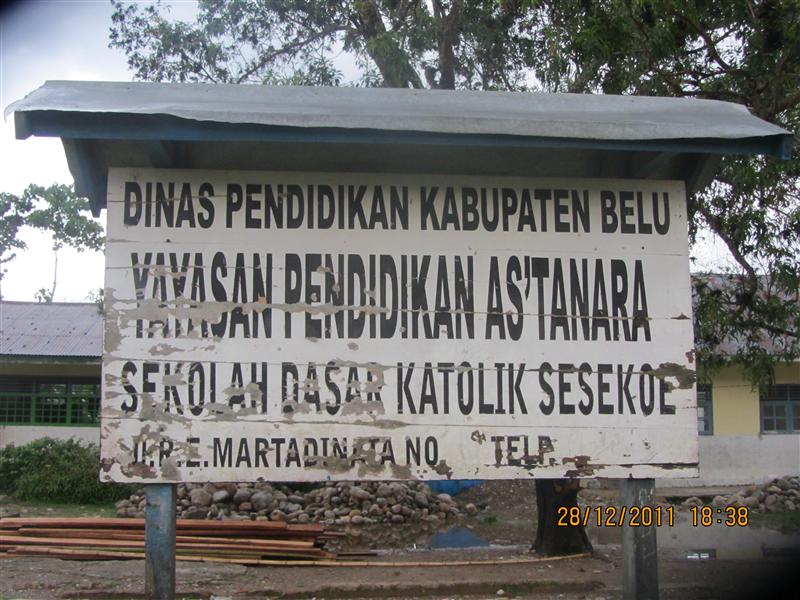 DINAS PENDIDIKAN KABUPATEN BELU
YAYASAN PENDIDIKAN AS'TANARA
SEKOLAH DASAR KATOLIK SESEKOE
Jl.R.E.MARTADINATA NO TELP.
28/12/2011 18:38